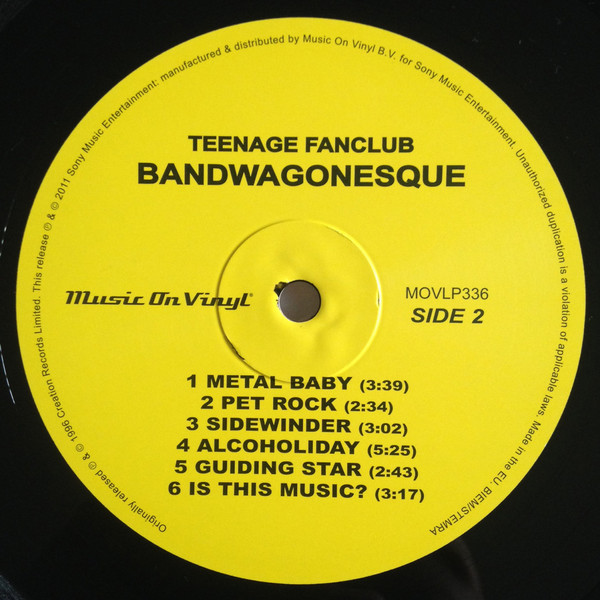 Originally released ℗ & © 1996 Creation Records Limited. This release ℗ & © 2011 Sony Music Entertainment: manufactured & distributed by Music On Vinyl B.V. for Sony Music Entertainment. Unauthorized duplication is a violation of applicable laws. Made in the EU. BIEM/STEMRA
TEENAGE FANCLUB
BANDWAGONESQUE
Music On Vinyl®
MOVLP336
SIDE 2
1 METAL BABY (3:39)
2 PET ROCK (2:34)
3 SIDEWINDER (3:02)
4 ALCOHOLIDAY (5:25)
5 GUIDING STAR (2:43)
6 IS THIS MUSIC? (3:17)